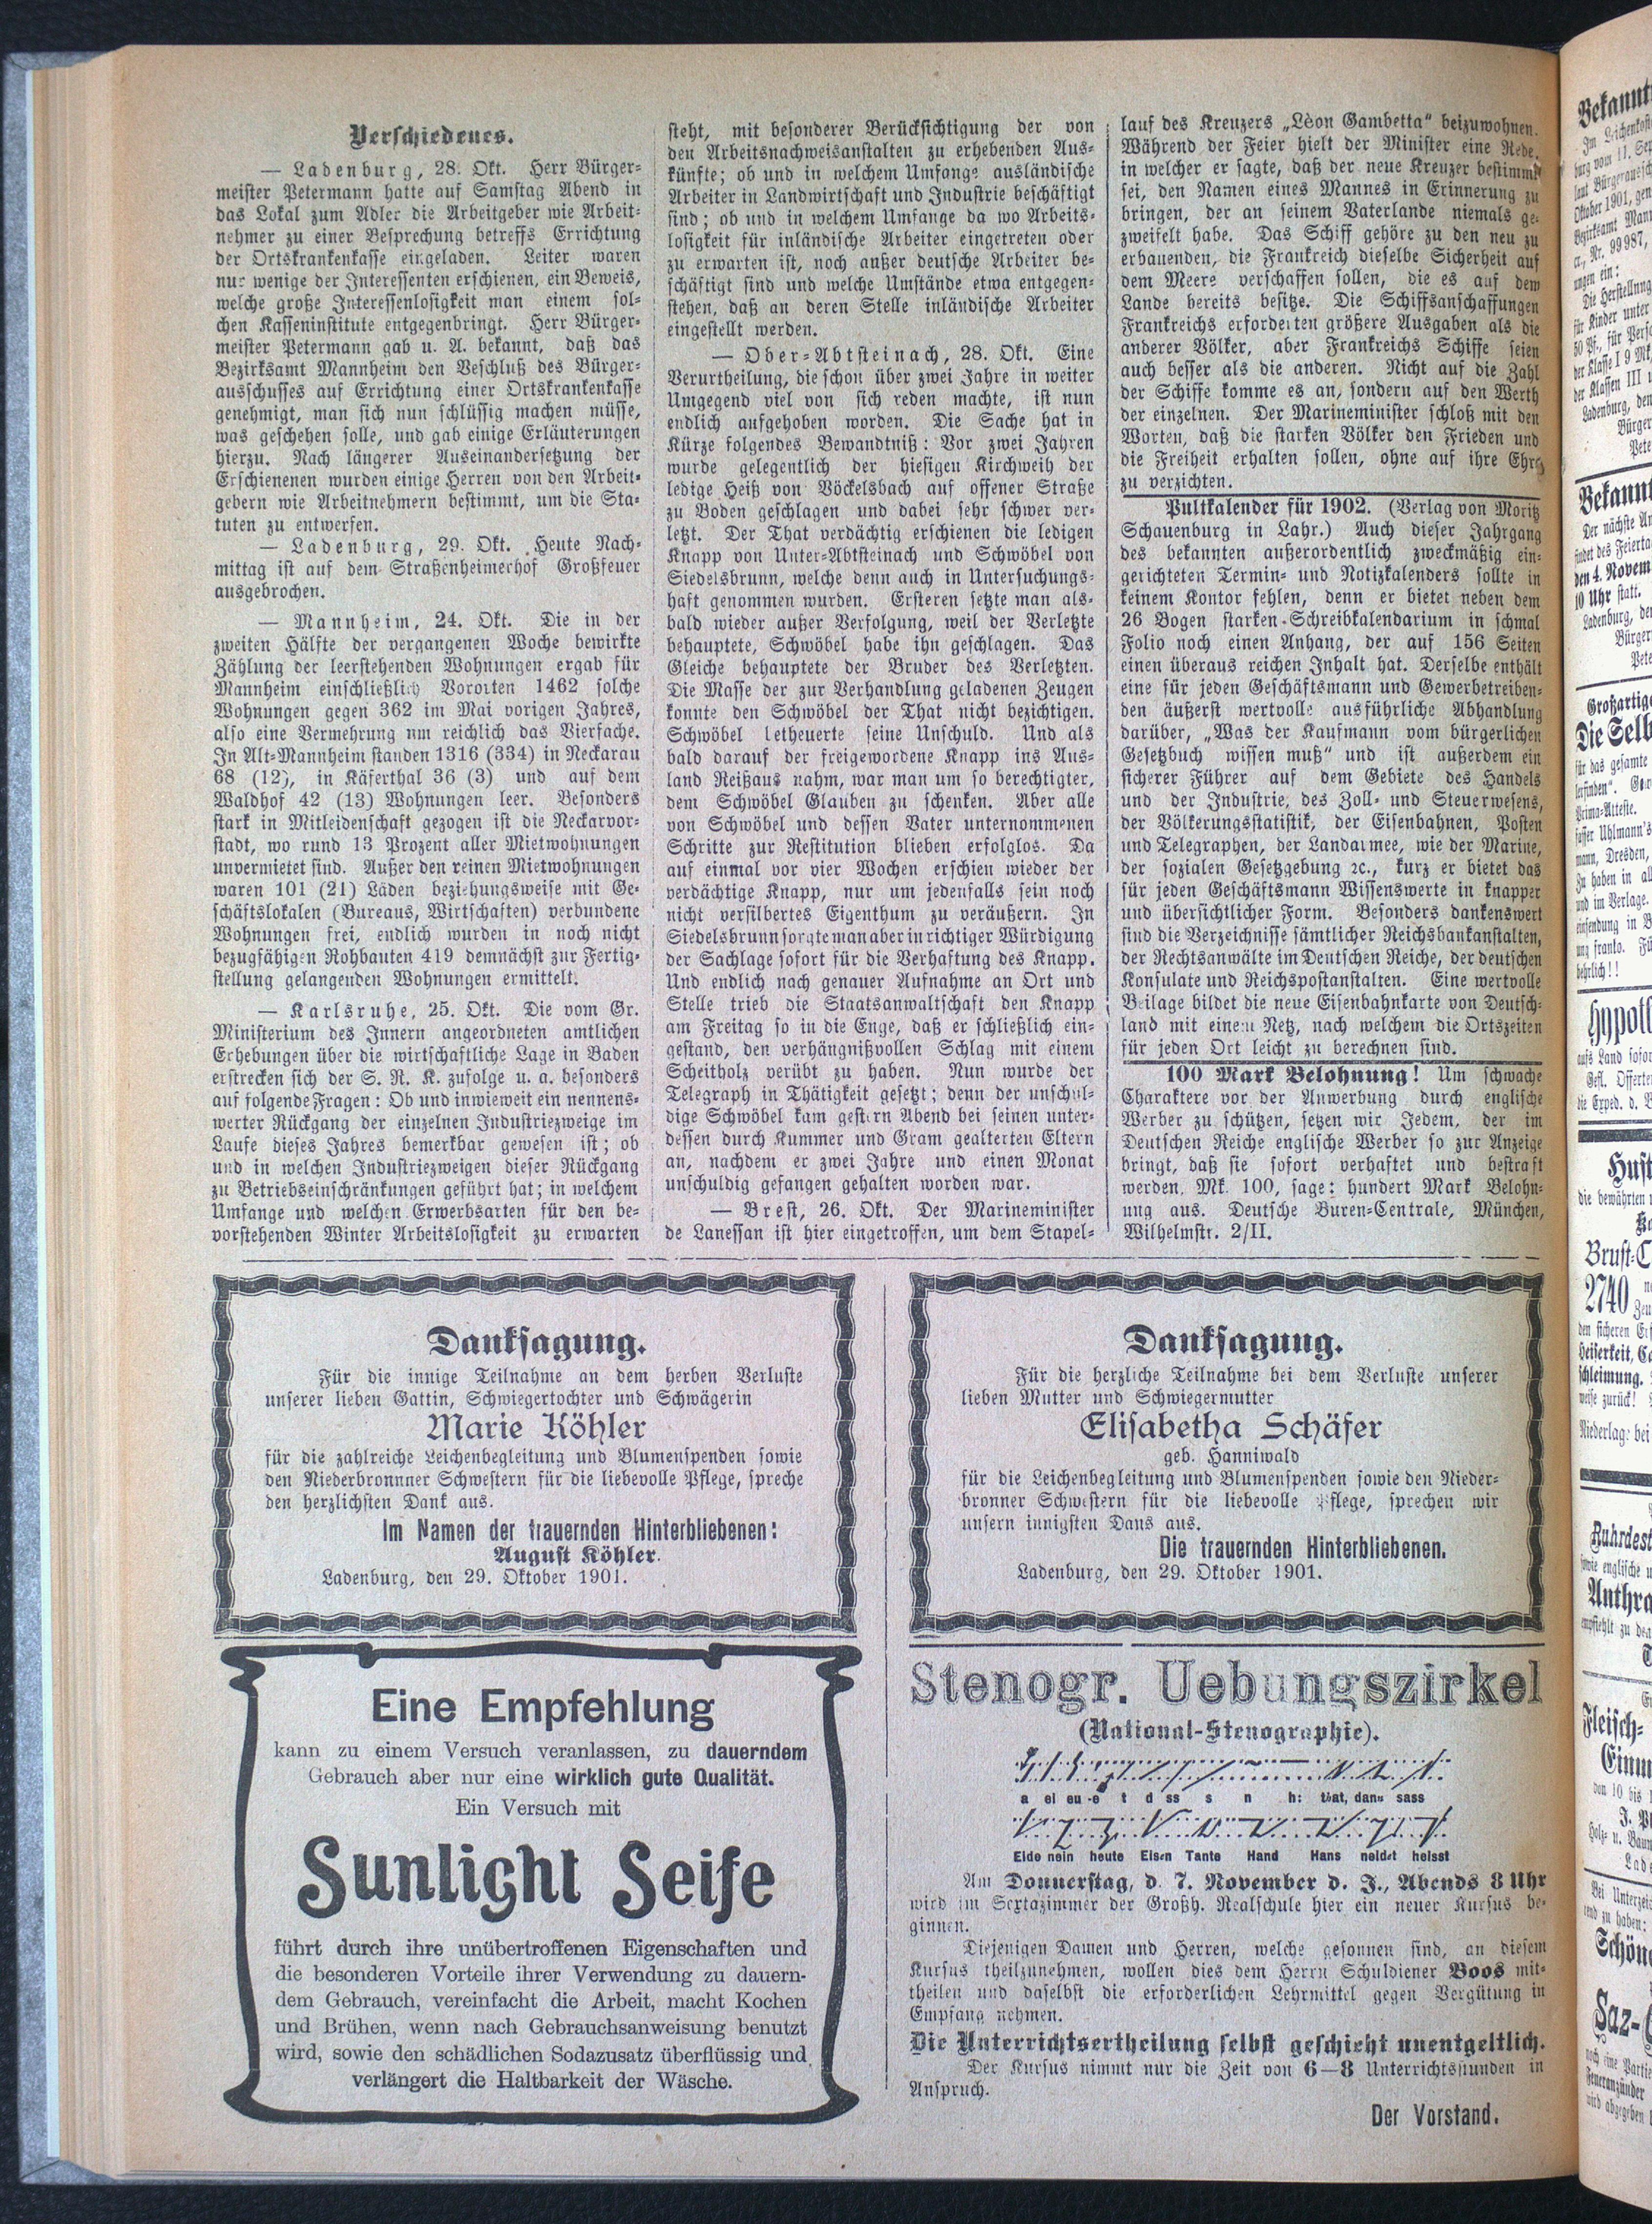 Verschiedenes.
— Ladenburg, 28. Okt. Herr Bürger-
meister Petermann hatte auf Samstag Abend in
das Lokal zum Adler die Arbeitgeber wie Arbeit-
nehmer zu einer Besprechung betreffs Errichtung
der Ortskrankenkasse eingeladen. Leiter waren
nur wenige der Interessenten erschienen, ein Beweis,
welche große Interessenlosigkeit man einem sol-
chen Kasseninstitute entgegenbringt. Herr Bürger-
meister Petermann gab u. A. bekannt, daß das
Bezirksamt Mannheim den Beschluß des Bürger-
ausschusses auf Errichtung einer Ortskrankenkasse
genehmigt, man sich nun schlüssig machen müsse,
was geschehen solle, und gab einige Erläuterungen
hierzu. Nach längerer Auseinandersetzung der
Erschienenen wurden einige Herren von den Arbeit-
gebern wie Arbeitnehmern bestimmt, um die Sta-
tuten zu entwerfen.
— Ladenburg, 29. Okt. Heute Nach-
mittag ist auf dem Straßenheimerhof Großfeuer
ausgebrochen.
— Mannheim, 24. Okt. Die in der
zweiten Hälfte der vergangenen Woche bewirkte
Zählung der leerstehenden Wohnungen ergab für
Mannheim einschließlich Vororten 1462 solche
Wohnungen gegen 362 im Mai vorigen Jahres,
also eine Vermehrung um reichlich das Vierfache.
In Alt-Mannheim standen 1316 (334) in Neckarau
68 (12), in Käferthal 36 (3) und auf dem
Waldhof 42 (13) Wohnungen leer. Besonders
stark in Mitleidenschaft gezogen ist die Neckarvor-
stadt, wo rund 13 Prozent aller Mietwohnungen
unvermietet sind. Außer den reinen Mietwohnungen
waren 101 (21) Läden beziehungsweise mit Ge-
schäftslokalen (Bureaus, Wirtschaften) verbundene
Wohnungen frei, endlich wurden in noch nicht
bezugfähigen Rohbauten 419 demnächst zur Fertig-
stellung gelangenden Wohnungen ermittelt.
— Karlsruhe, 25. Okt. Die vom Gr.
Ministerium des Innern angeordneten amtlichen
Erhebungen über die wirtschaftliche Lage in Baden
erstrecken sich der S. R. K. zufolge u. a. besonders
auf folgende Fragen: Ob und inwieweit ein nennens-
werter Rückgang der einzelnen Industriezweige im
Laufe dieses Jahres bemerkbar gewesen ist; ob
und in welchen Industriezweigen dieser Rückgang
zu Betriebseinschränkungen geführt hat; in welchem
Umfange und welchen Erwerbsarten für den be-
vorstehenden Winter Arbeitslosigkeit zu erwarten
steht, mit besonderer Berücksichtigung der von
den Arbeitsnachweisanstalten zu erhebenden Aus-
künfte; ob und in welchem Umfange ausländische
Arbeiter in Landwirtschaft und Industrie beschäftigt
sind; ob und in welchem Umfange da wo Arbeits-
losigkeit für inländische Arbeiter eingetreten oder
zu erwarten ist, noch außer deutsche Arbeiter be-
schäftigt sind und welche Umstände etwa entgegen-
stehen, daß an deren Stelle inländische Arbeiter
eingestellt werden.
— Ober-Abtsteinach, 28. Okt. Eine
Verurtheilung, die schon über zwei Jahre in weiter
Umgegend viel von sich reden machte, ist nun
endlich aufgehoben worden. Die Sache hat in
Kürze folgendes Bewandtniß: Vor zwei Jahren
wurde gelegentlich der hiesigen Kirchweih der
ledige Heiß von Böckelsbach auf offener Straße
zu Boden geschlagen und dabei sehr schwer ver-
letzt. Der That verdächtig erschienen die ledigen
Knapp von Unter-Abtsteinach und Schwöbel von
Siedelsbrunn, welche denn auch in Untersuchungs-
haft genommen wurden. Ersteren setzte man als-
bald wieder außer Verfolgung, weil der Verletzte
behauptete, Schwöbel habe ihn geschlagen. Das
Gleiche behauptete der Bruder des Verletzten.
Die Masse der zur Verhandlung geladenen Zeugen
konnte den Schwöbel der That nicht bezichtigen.
Schwöbel betheuerte seine Unschuld. Und als
bald darauf der freigewordene Knapp ins Aus-
land Reißaus nahm, war man um so berechtigter,
dem Schwöbel Glauben zu schenken. Aber alle
von Schwöbel und dessen Vater unternommenen
Schritte zur Restitution blieben erfolglos. Da
auf einmal vor vier Wochen erschien wieder der
verdächtige Knapp, nur um jedenfalls sein noch
nicht versilbertes Eigenthum zu veräußern. In
Siedelsbrunn sorgte man aber in richtiger Würdigung
der Sachlage sofort für die Verhaftung des Knapp.
Und endlich nach genauer Aufnahme an Ort und
Stelle trieb die Staatsanwaltschaft den Knapp
am Freitag so in die Enge, daß er schließlich ein-
gestand, den verhängnißvollen Schlag mit einem
Scheitholz verübt zu haben. Nun wurde der
Telegraph in Thätigkeit gesetzt; denn der unschul-
dige Schwöbel kam gestern Abend bei seinen unter-
dessen durch Kummer und Gram gealterten Eltern
an, nachdem er zwei Jahre und einen Monat
unschuldig gefangen gehalten worden war.
— Brest, 26. Okt. Der Marineminister
de Lanessan ist hier eingetroffen, um dem Stapel-
lauf des Kreuzers „Lèon Gambetta“ beizuwohnen.
Während der Feier hielt der Minister eine Rede,
in welcher er sagte, daß der neue Kreuzer bestimmt
sei, den Namen eines Mannes in Erinnerung zu
bringen, der an seinem Vaterlande niemals ge-
zweifelt habe. Das Schiff gehöre zu den neu zu
erbauenden, die Frankreich dieselbe Sicherheit auf
dem Meere verschaffen sollen, die es auf dem
Lande bereits besitze. Die Schiffsanschaffungen
Frankreichs erforderten größere Ausgaben als die
anderer Völker, aber Frankreichs Schiffe seien
auch besser als die anderen. Nicht auf die Zahl
der Schiffe komme es an, sondern auf den Werth
der einzelnen. Der Marineminister schloß mit den
Worten, daß die starken Völker den Frieden und
die Freiheit erhalten sollen, ohne auf ihre Ehre
zu verzichten.
Pultkalender für 1902. (Verlag von Moritz
Schauenburg in Lahr.) Auch dieser Jahrgang
des bekannten außerordentlich zweckmäßig ein-
gerichteten Termin- und Notizkalenders sollte in
keinem Kontor fehlen, denn er bietet neben dem
26 Bogen starken Schreibkalendarium in schmal
Folio noch einen Anhang, der auf 156 Seiten
einen überaus reichen Inhalt hat. Derselbe enthält
eine für jeden Geschäftsmann und Gewerbetreiben-
den äußerst wertvolle ausführliche Abhandlung
darüber, „Was der Kaufmann vom bürgerlichen
Gesetzbuch wissen muß“ und ist außerdem ein
sicherer Führer auf dem Gebiete des Handels
und der Industrie, des Zoll- und Steuerwesens,
der Völkerungsstatistik, der Eisenbahnen, Posten
und Telegraphen, der Landarmee, wie der Marine,
der sozialen Gesetzgebung ꝛc., kurz er bietet das
für jeden Geschäftsmann Wissenswerte in knapper
und übersichtlicher Form. Besonders dankenswert
sind die Verzeichnisse sämtlicher Reichsbankanstalten,
der Rechtsanwälte im Deutschen Reiche, der deutschen
Konsulate und Reichspostanstalten. Eine wertvolle
Beilage bildet die neue Eisenbahnkarte von Deutsch-
land mit einem Netz, nach welchem die Ortszeiten
für jeden Ort leicht zu berechnen sind.
100 Mark Belohnung! Um schwache
Charaktere vor der Anwerbung durch englische
Werber zu schützen, setzen wir Jedem, der im
Deutschen Reiche englische Werber so zur Anzeige
bringt, daß sie sofort verhaftet und bestraft
werden, Mk. 100, sage: hundert Mark Belohn-
ung aus. Deutsche Buren-Centrale, München,
Wilhelmstr. 2/II.
Danksagung.
Für die innige Teilnahme an dem herben Verluste
unserer lieben Gattin, Schwiegertochter und Schwägerin
Marie Köhler
für die zahlreiche Leichenbegleitung und Blumenspenden sowie
den Niederbronnner Schwestern für die liebevolle Pflege, spreche
den herzlichsten Dank aus.
Im Namen der trauernden Hinterbliebenen:
August Köhler.
Ladenburg, den 29. Oktober 1901.
Danksagung.
Für die herzliche Teilnahme bei dem Verluste unserer
lieben Mutter und Schwiegermutter
Elisabetha Schäfer
geb. Hanniwald
für die Leichenbegleitung und Blumenspenden sowie den Nieder-
bronner Schwestern für die liebevolle Pflege, sprechen wir
unsern innigsten Dans aus.
Die trauernden Hinterbliebenen.
Ladenburg, den 29. Oktober 1901.
Eine Empfehlung
kann zu einem Versuch veranlassen, zu dauerndem
Gebrauch aber nur eine wirklich gute Qualität.
Ein Versuch mit
Sunlight Seife
führt durch ihre unübertroffenen Eigenschaften und
die besonderen Vorteile ihrer Verwendung zu dauern-
dem Gebrauch, vereinfacht die Arbeit, macht Kochen
und Brühen, wenn nach Gebrauchsanweisung benutzt
wird, sowie den schädlichen Sodazusatz überflüssig und
verlängert die Haltbarkeit der Wäsche.
Stenogr. Uebungszirkel
(National-Stenographie).
a ei eu -e t d ss s n h: that, dann sass
Eide nein heute Eisen Tante Hand Hans neidet heisst
Am Donnerstag, d. 7. November d. J., Abends 8 Uhr
wird im Sextazimmer der Großh. Realschule hier ein neuer Kursus be-
ginnen.
Diejenigen Damen und Herren, welche gesonnen sind, an diesem
Kursus theilzunehmen, wollen dies dem Herrn Schuldiener Boos mit-
theilen und daselbst die erforderlichen Lehrmittel gegen Vergütung in
Empfang nehmen.
Die Unterrichtsertheilung selbst geschieht unentgeltlich.
Der Kursus nimmt nur die Zeit von 6—8 Unterrichtsstunden in
Anspruch.
Der Vorstand.